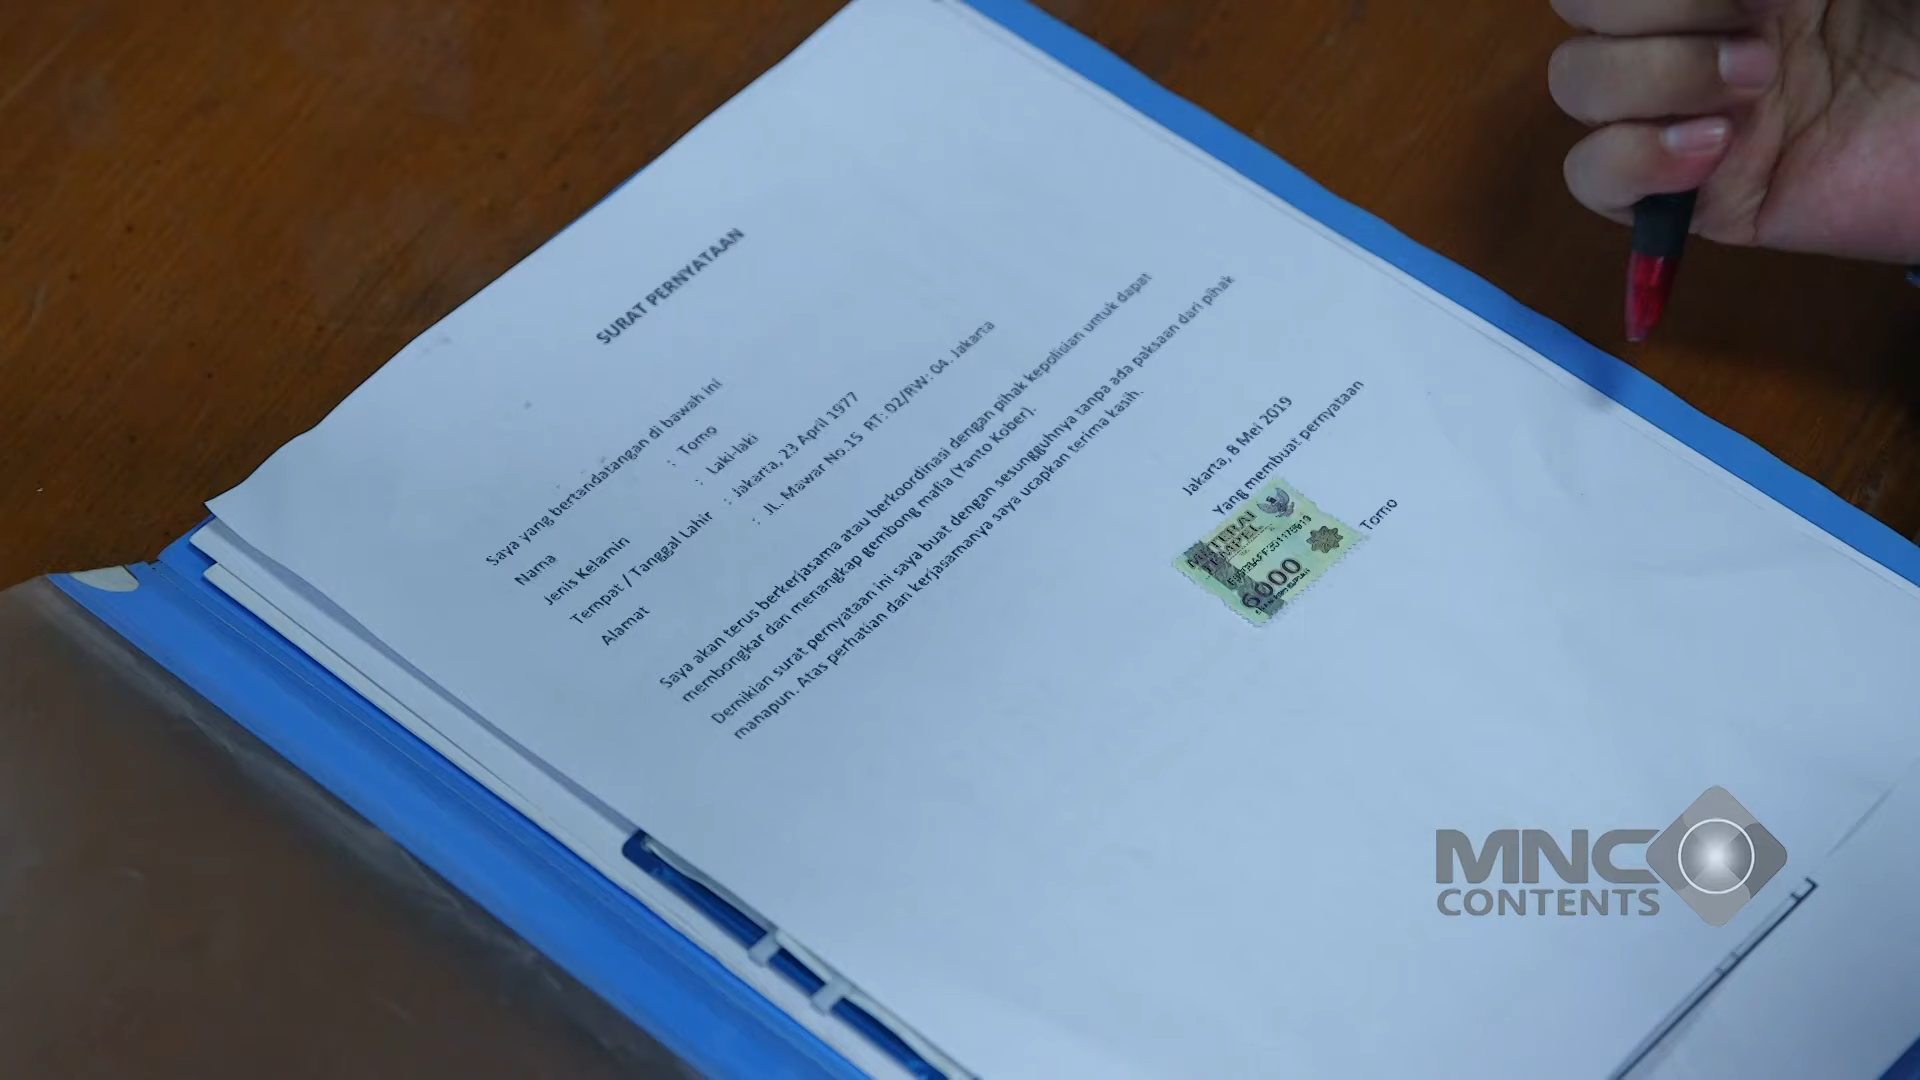 SURAT PERNYATAAN
Saya yang bertandatangan di bawah ini
Nama : Tomo
Jenis Kelamin : Laki-laki
Tempat / Tanggal Lahir : Jakarta, 23 April 1977
Alamat : Jl. Mawar No.15 RT: 02/RW: 04. Jakarta
Saya akan terus berkerjasama atau berkoordinasi dengan pihak kepolisian untuk dapat
membongkar dan menangkap gembong mafia (Yanto Kober).
Demikian surat pernyataan ini saya buat dengan sesungguhnya tanpa ada paksaan dari pihak
manapun. Atas perhatian dan kerjasamanya saya ucapkan terima kasih.
Jakarta, 8 Mei 2019
Yang membuat pernyataan
METERAI
TEMPEL
6000
Tomo
MNC
CONTENTS